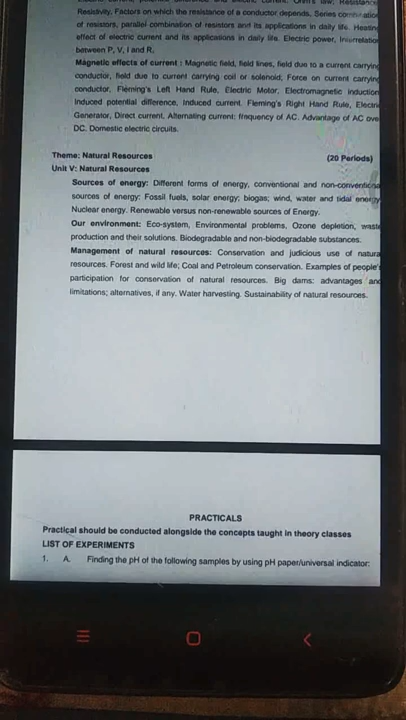 of resistors, parallel combination of resistors and its applications in daily life. Heating
effect of electric current and its applications in daily life. Electric power, Interrelation
between P, V, I and R.
Magnetic effects of current : Magnetic field, field lines, field due to a current carrying
conductor, field due to current carrying coil or solenoid; Force on current carrying
conductor, Fleming's Left Hand Rule, Electric Motor, Electromagnetic induction.
Induced potential difference, Induced current. Fleming's Right Hand Rule, Electric
Generator, Direct current. Alternating current: frequency of AC. Advantage of AC over
DC. Domestic electric circuits.
Theme: Natural Resources (20 Periods)
Unit V: Natural Resources
Sources of energy: Different forms of energy, conventional and non-conventional
sources of energy: Fossil fuels, solar energy; biogas; wind, water and tidal energy;
Nuclear energy. Renewable versus non-renewable sources of Energy.
Our environment: Eco-system, Environmental problems, Ozone depletion, waste
production and their solutions. Biodegradable and non-biodegradable substances.
Management of natural resources: Conservation and judicious use of natural
resources. Forest and wild life; Coal and Petroleum conservation. Examples of people's
participation for conservation of natural resources. Big dams: advantages and
limitations; alternatives, if any. Water harvesting. Sustainability of natural resources.
PRACTICALS
Practical should be conducted alongside the concepts taught in theory classes
LIST OF EXPERIMENTS
1. A. Finding the pH of the following samples by using pH paper/universal indicator: